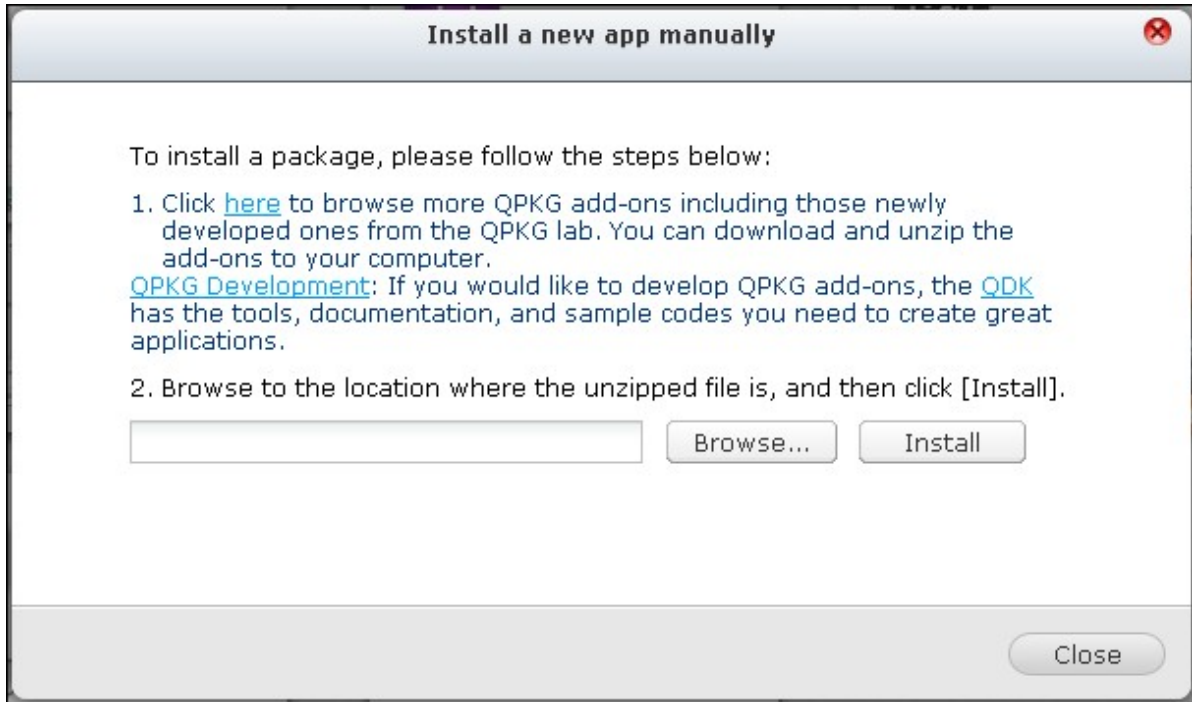 Install a new app manually
To install a package, please follow the steps below:
1. Click here to browse more QPKG add-ons including those newly
developed ones from the QPKG lab. You can download and unzip the
add-ons to your computer.
QPKG Development: If you would like to develop QPKG add-ons, the QDK
has the tools, documentation, and sample codes you need to create great
applications.
2. Browse to the location where the unzipped file is, and then click [Install].
Browse... Install
Close